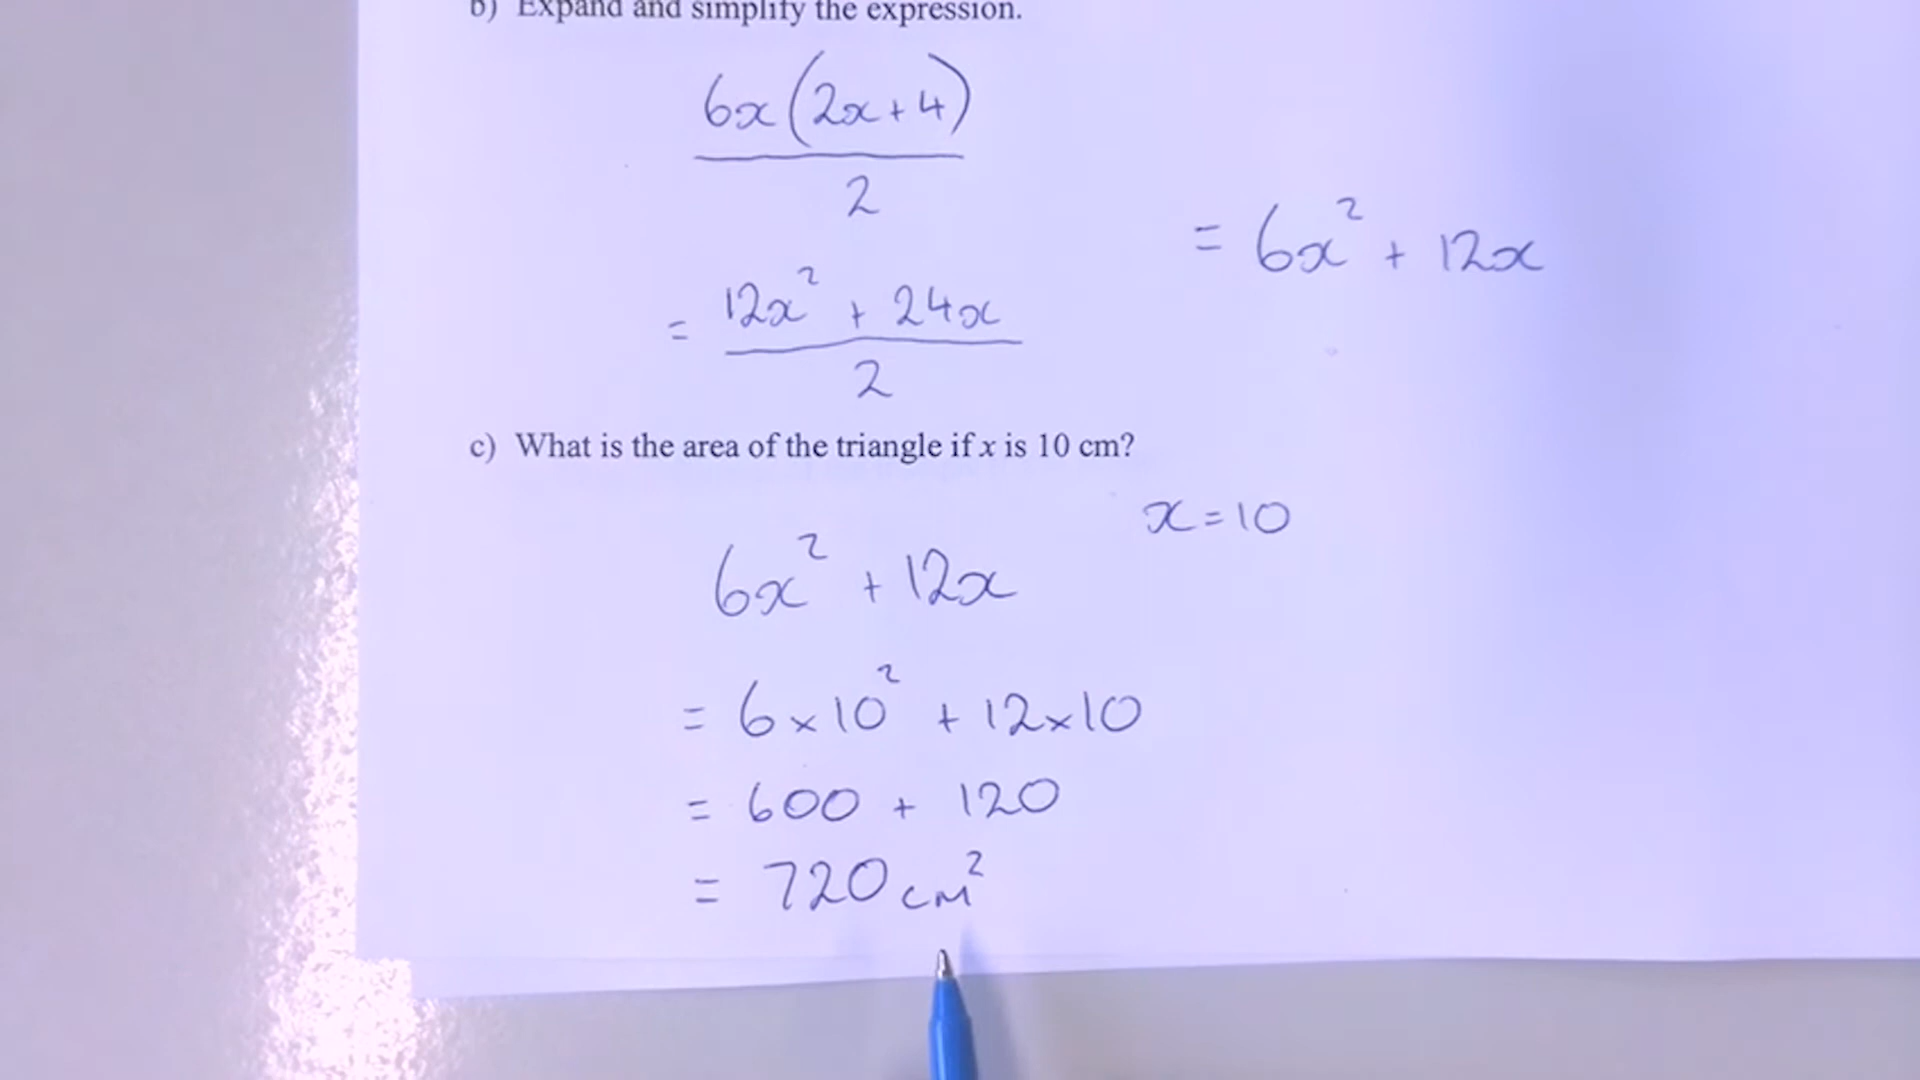 b) Expand and simplify the expression.
6x(2x+4)
2
= 12x² + 24x
2
= 6x² + 12x
c) What is the area of the triangle if x is 10 cm?
x=10
6x² + 12x
= 6×10² + 12×10
= 600 + 120
= 720 cm²